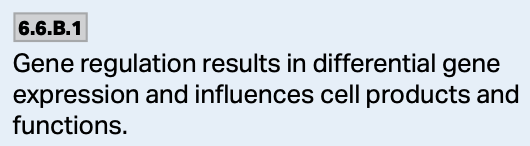 6.6.B.1
Gene regulation results in differential gene
expression and influences cell products and
functions.